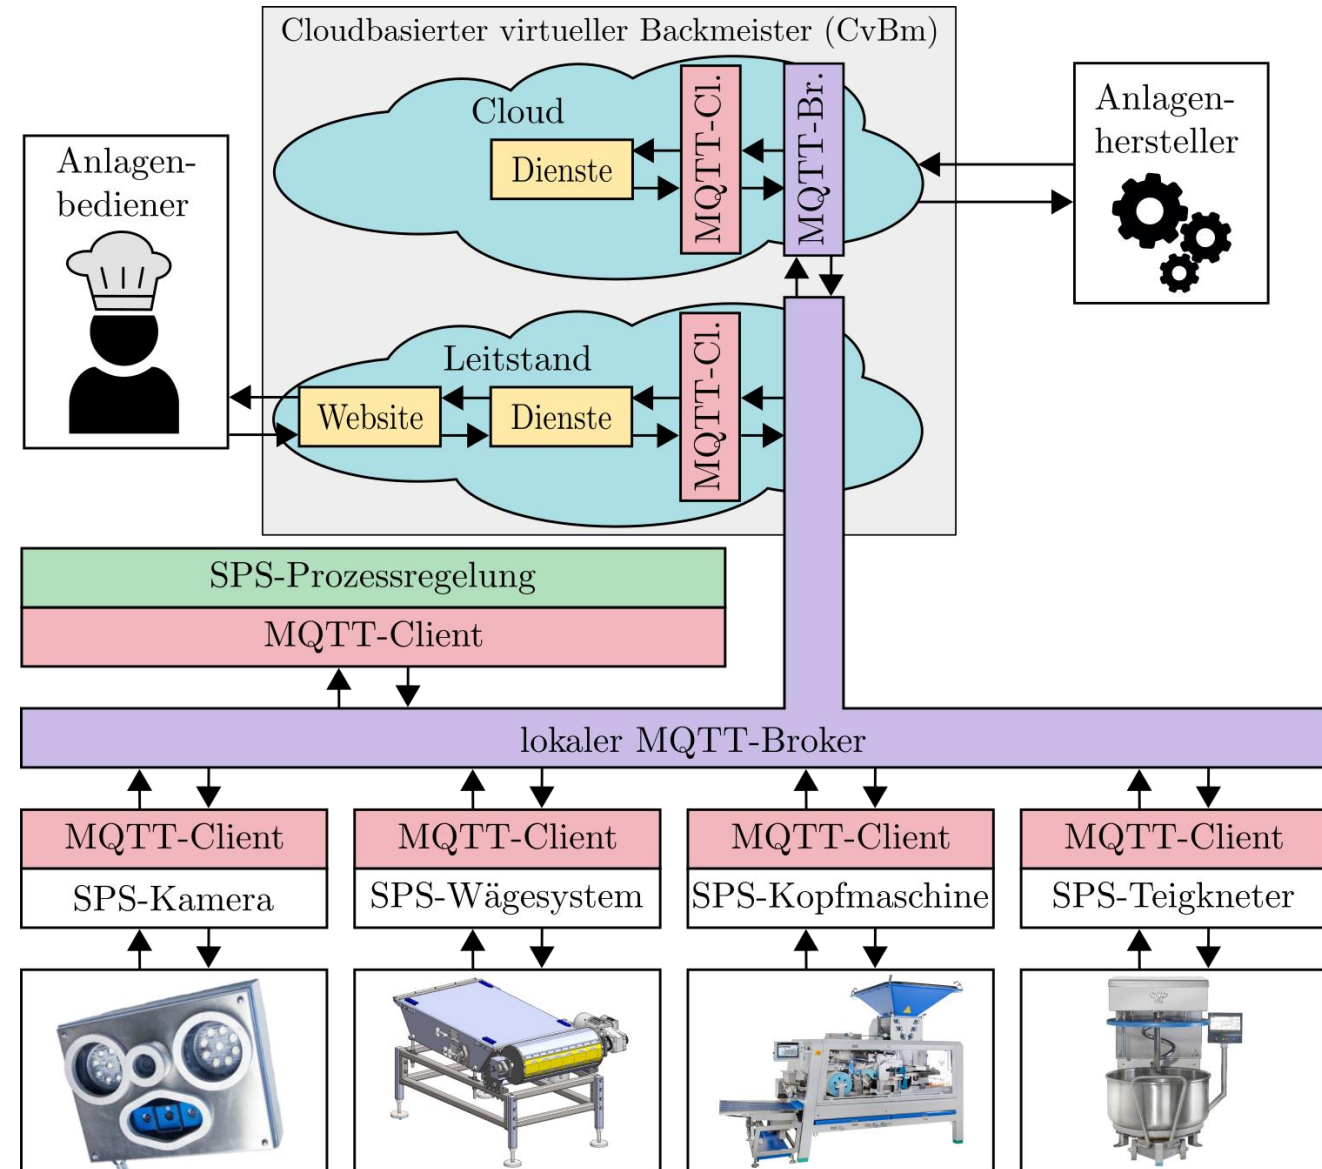 Cloudbasierter virtueller Backmeister (CvBm)
Cloud
Dienste
MQTT-Cl.
MQTT-Br.
Anlagen-
hersteller
Anlagen-
bediener
Leitstand
Website
Dienste
MQTT-Cl.
SPS-Prozessregelung
MQTT-Client
lokaler MQTT-Broker
MQTT-Client
MQTT-Client
MQTT-Client
MQTT-Client
SPS-Kamera
SPS-Wägesystem
SPS-Kopfmaschine
SPS-Teigkneter